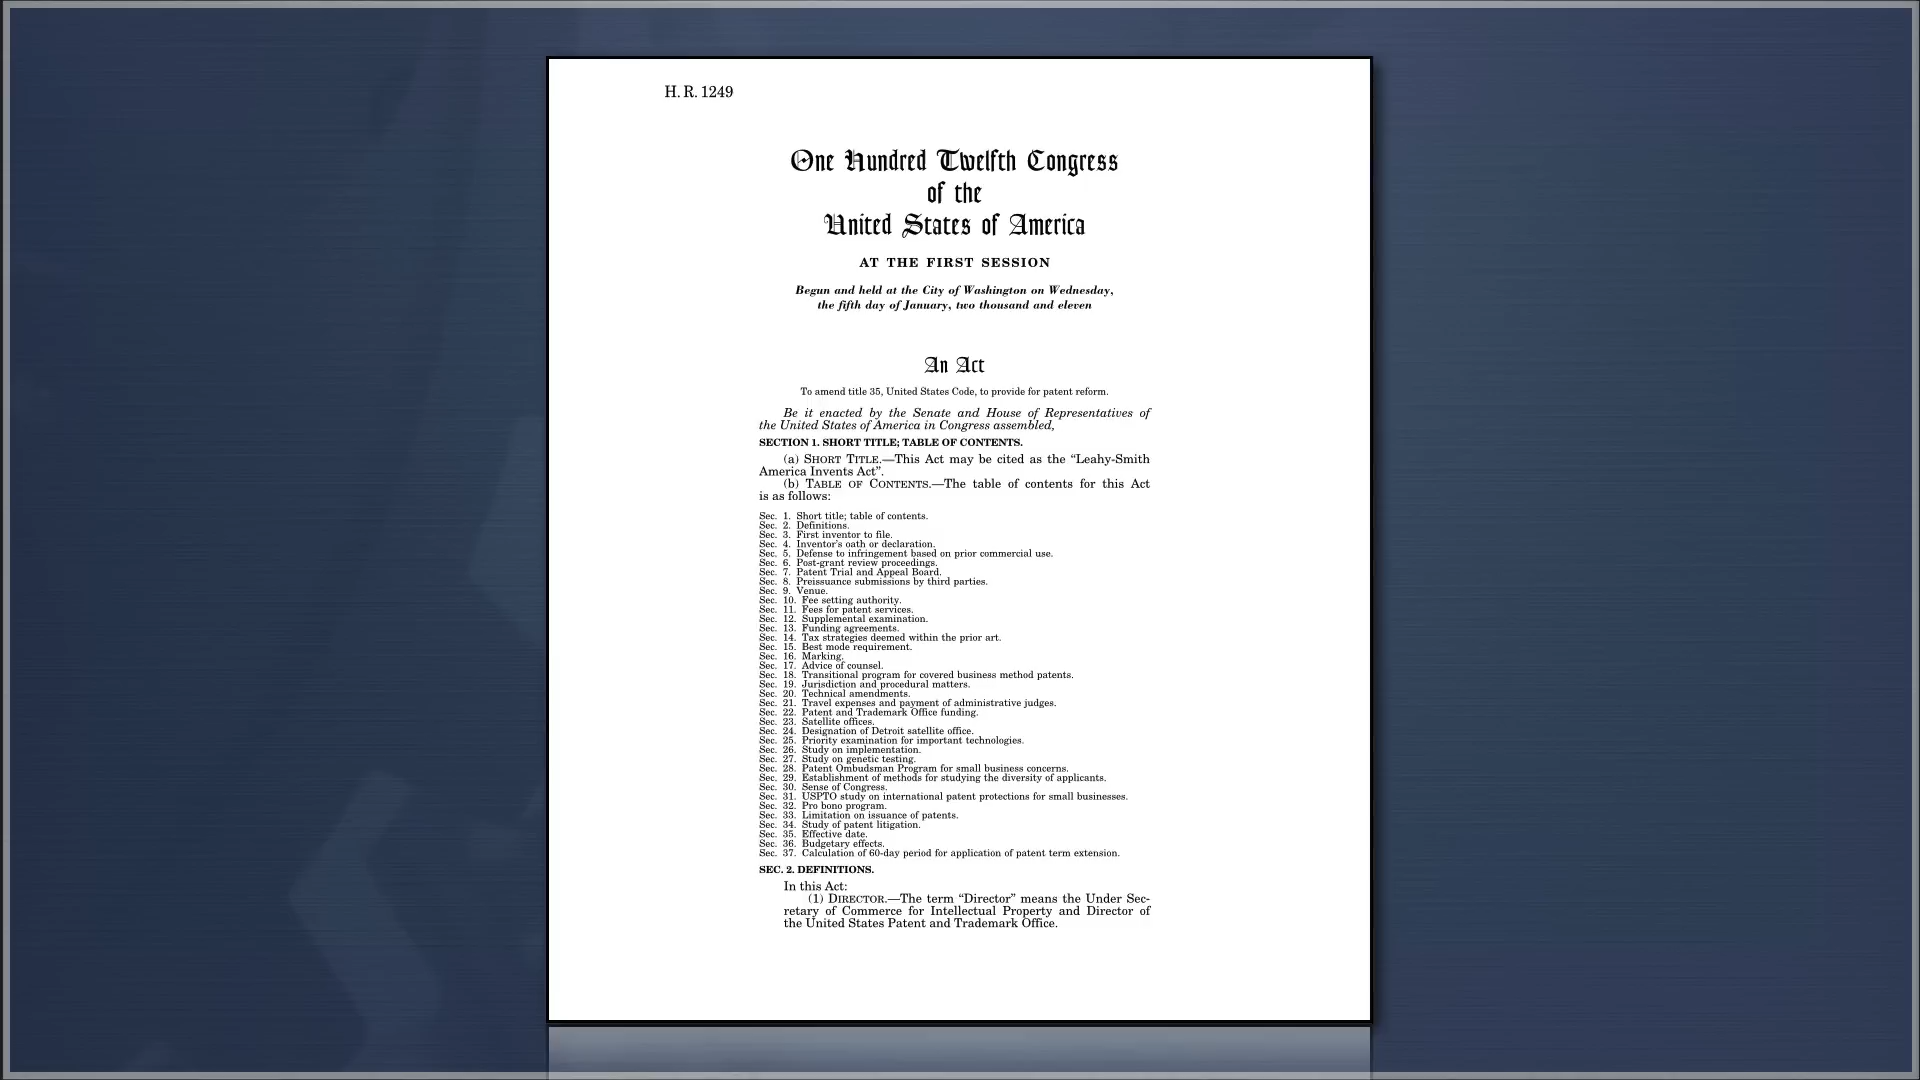 H. R. 1249
One Hundred Twelfth Congress
of the
United States of America
AT THE FIRST SESSION
Begun and held at the City of Washington on Wednesday,
the fifth day of January, two thousand and eleven
An Act
To amend title 35, United States Code, to provide for patent reform.
Be it enacted by the Senate and House of Representatives of
the United States of America in Congress assembled,
SECTION 1. SHORT TITLE; TABLE OF CONTENTS.
(a) SHORT TITLE.—This Act may be cited as the “Leahy-Smith
America Invents Act”.
(b) TABLE OF CONTENTS.—The table of contents for this Act
is as follows:
Sec. 1. Short title; table of contents.
Sec. 2. Definitions.
Sec. 3. First inventor to file.
Sec. 4. Inventor’s oath or declaration.
Sec. 5. Defense to infringement based on prior commercial use.
Sec. 6. Post-grant review proceedings.
Sec. 7. Patent Trial and Appeal Board.
Sec. 8. Preissuance submissions by third parties.
Sec. 9. Venue.
Sec. 10. Fee setting authority.
Sec. 11. Fees for patent services.
Sec. 12. Supplemental examination.
Sec. 13. Funding agreements.
Sec. 14. Tax strategies deemed within the prior art.
Sec. 15. Best mode requirement.
Sec. 16. Marking.
Sec. 17. Advice of counsel.
Sec. 18. Transitional program for covered business method patents.
Sec. 19. Jurisdiction and procedural matters.
Sec. 20. Technical amendments.
Sec. 21. Travel expenses and payment of administrative judges.
Sec. 22. Patent and Trademark Office funding.
Sec. 23. Satellite offices.
Sec. 24. Designation of Detroit satellite office.
Sec. 25. Priority examination for important technologies.
Sec. 26. Study on implementation.
Sec. 27. Study on genetic testing.
Sec. 28. Patent Ombudsman Program for small business concerns.
Sec. 29. Establishment of methods for studying the diversity of applicants.
Sec. 30. Sense of Congress.
Sec. 31. USPTO study on international patent protections for small businesses.
Sec. 32. Pro bono program.
Sec. 33. Limitation on issuance of patents.
Sec. 34. Study of patent litigation.
Sec. 35. Effective date.
Sec. 36. Budgetary effects.
Sec. 37. Calculation of 60-day period for application of patent term extension.
SEC. 2. DEFINITIONS.
In this Act:
(1) DIRECTOR.—The term “Director” means the Under Sec-
retary of Commerce for Intellectual Property and Director of
the United States Patent and Trademark Office.